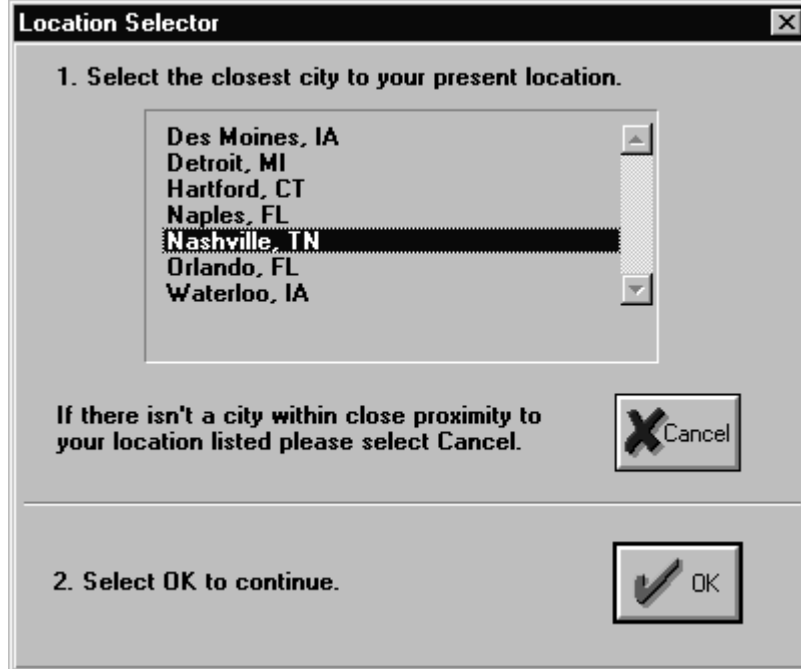 Location Selector
1. Select the closest city to your present location.
Des Moines, IA
Detroit, MI
Hartford, CT
Naples, FL
Nashville, TN
Orlando, FL
Waterloo, IA
If there isn't a city within close proximity to
your location listed please select Cancel.
Cancel
2. Select OK to continue.
OK